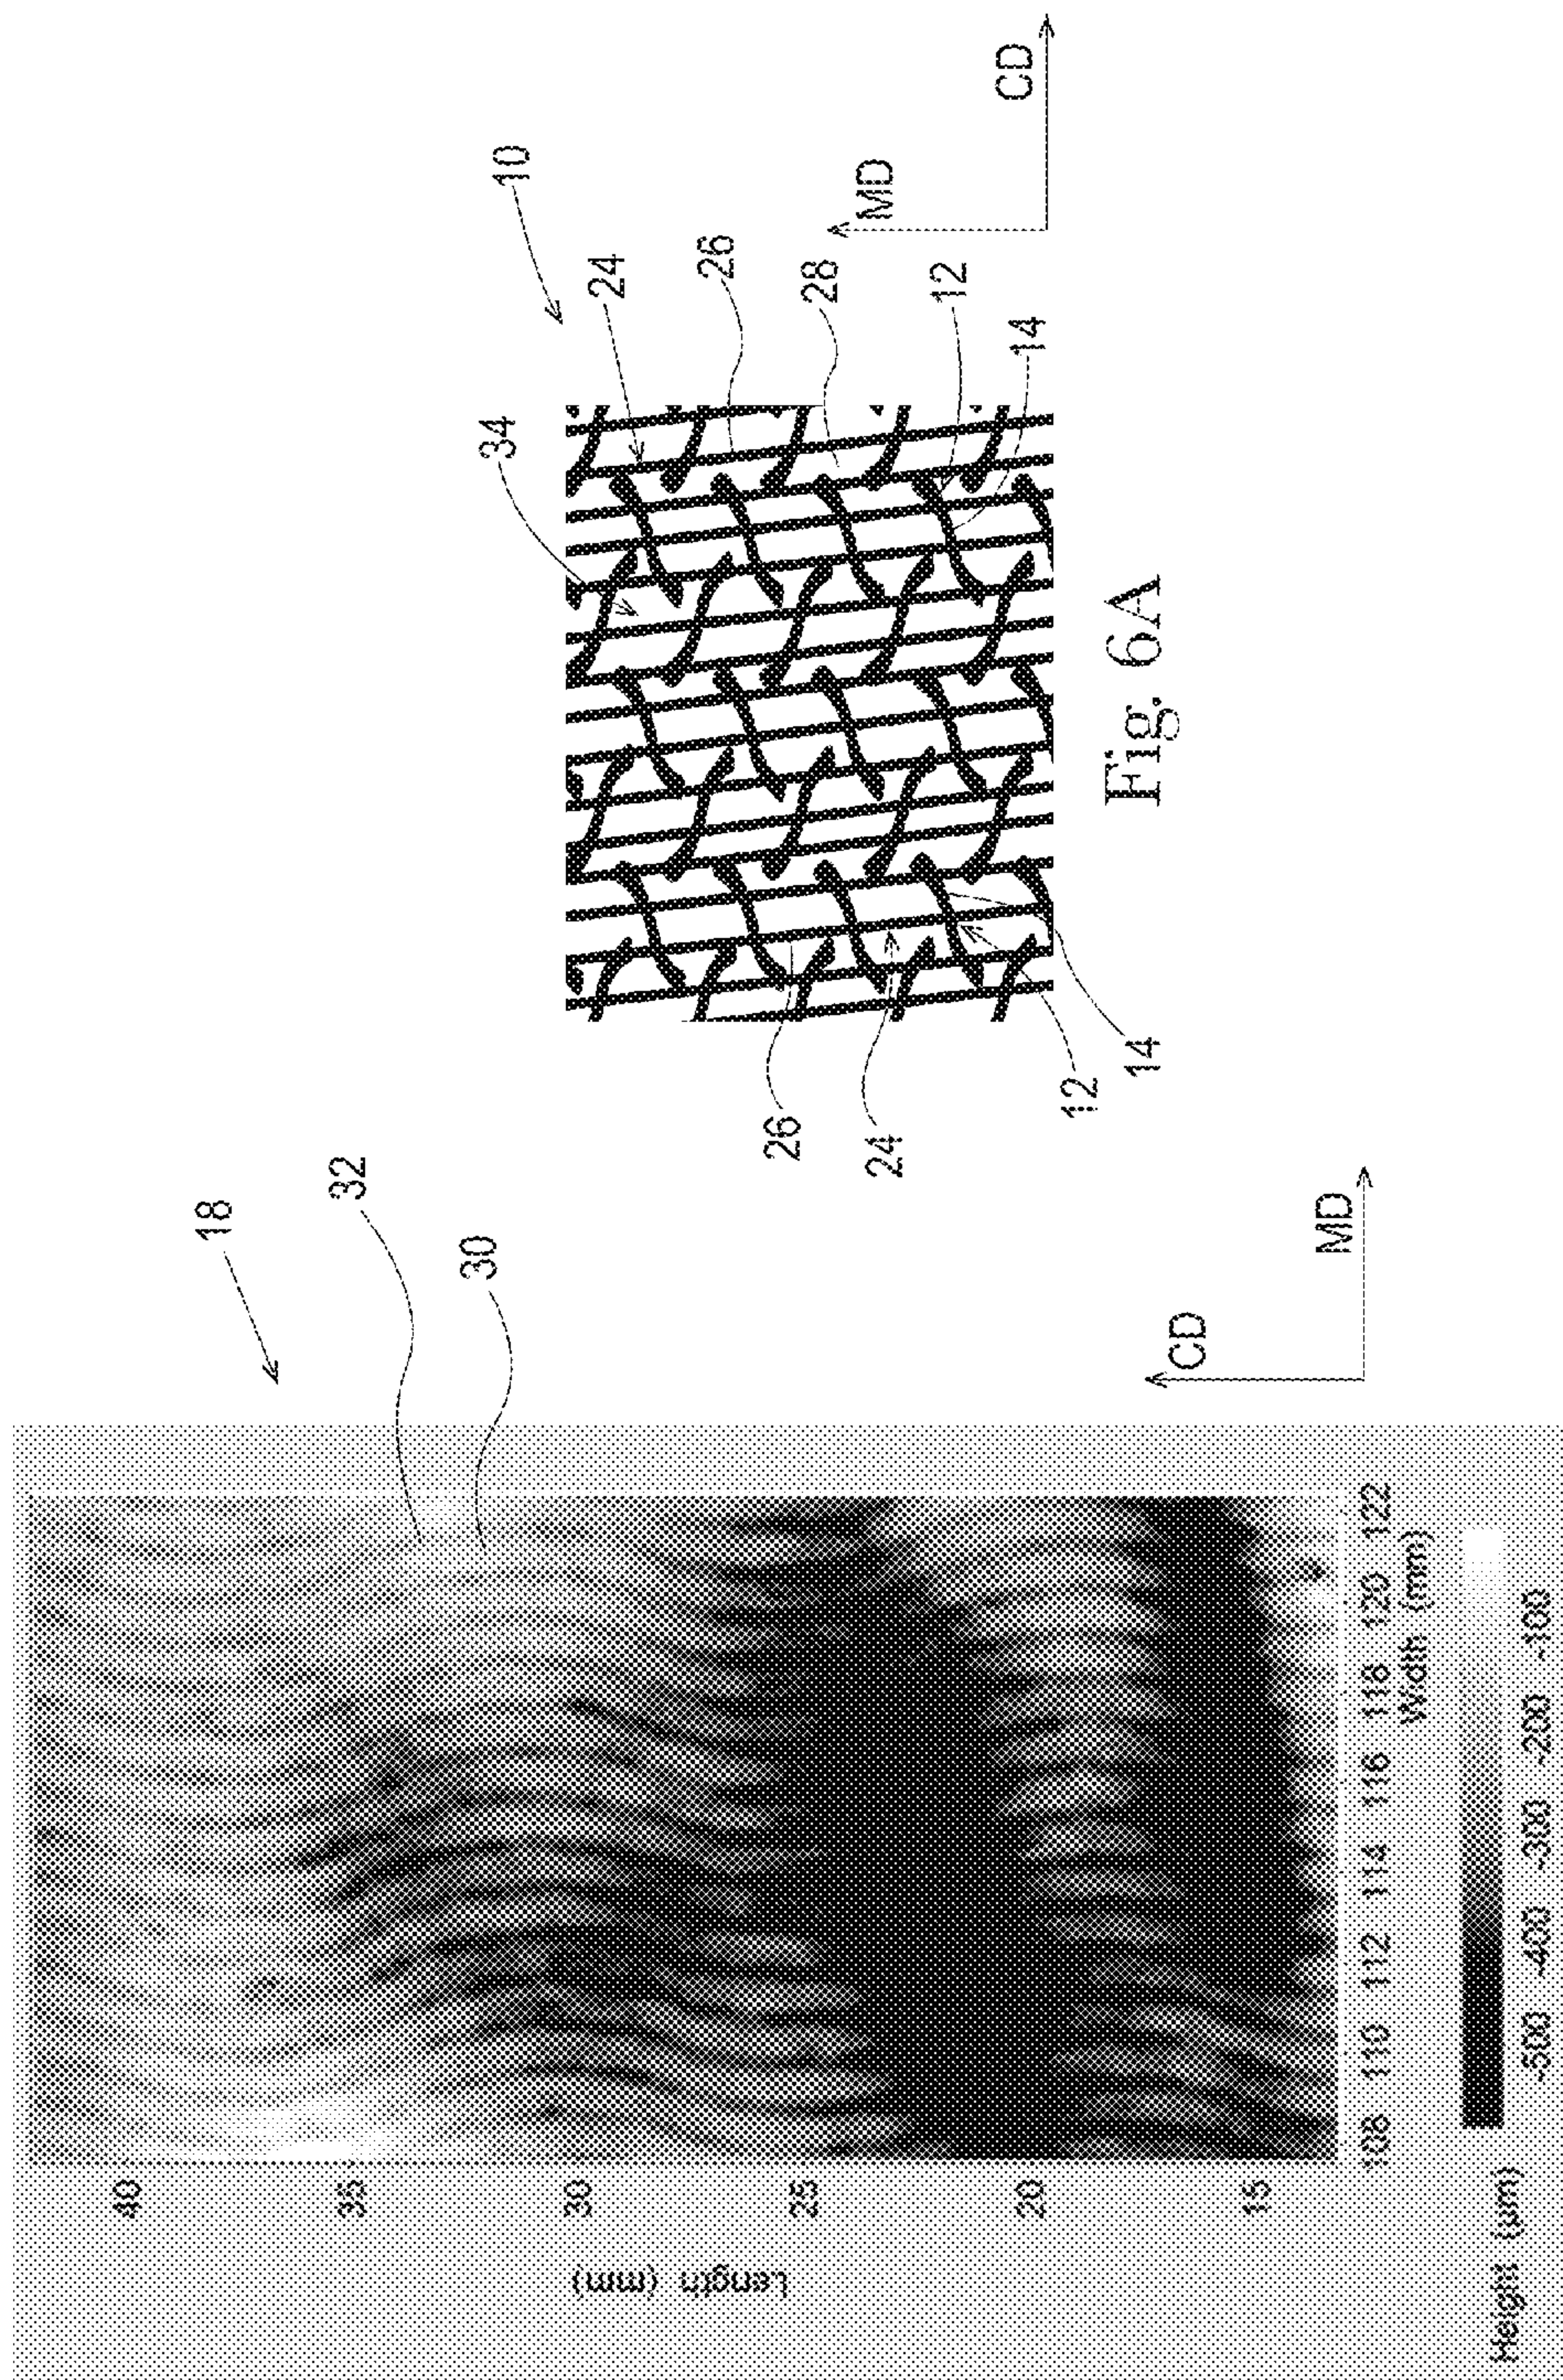 18
32
30
40
35
30
25
20
15
Length (mm)
108 110 112 114 116 118 120 122
Width (mm)
Height (µm)
-500 -400 -300 -200 -100
CD
MD
10
34
24
26
28
12
14
26
24
12
14
MD
CD
Fig. 6A